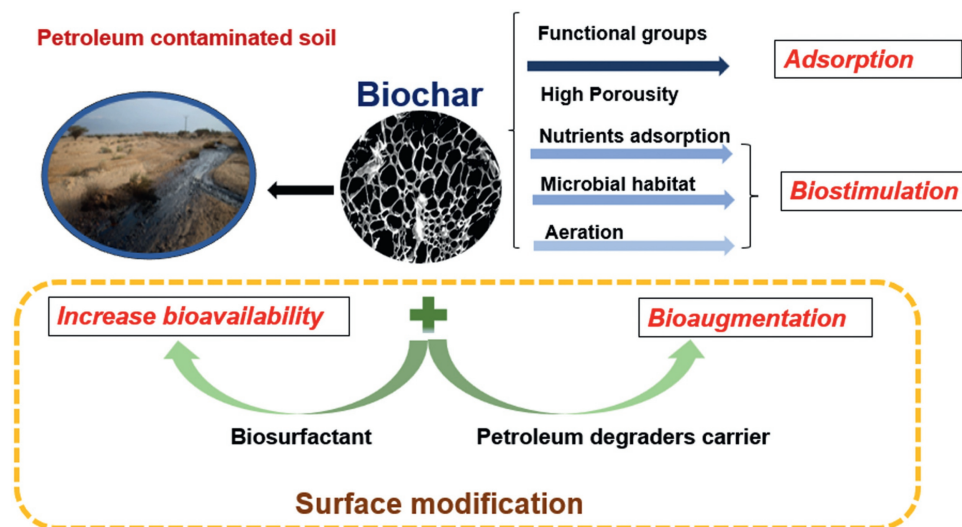 Petroleum contaminated soil
Biochar
Functional groups
High Porousity
Adsorption
Nutrients adsorption
Microbial habitat
Aeration
Biostimulation
Increase bioavailability
Bioaugmentation
Biosurfactant
Petroleum degraders carrier
Surface modification